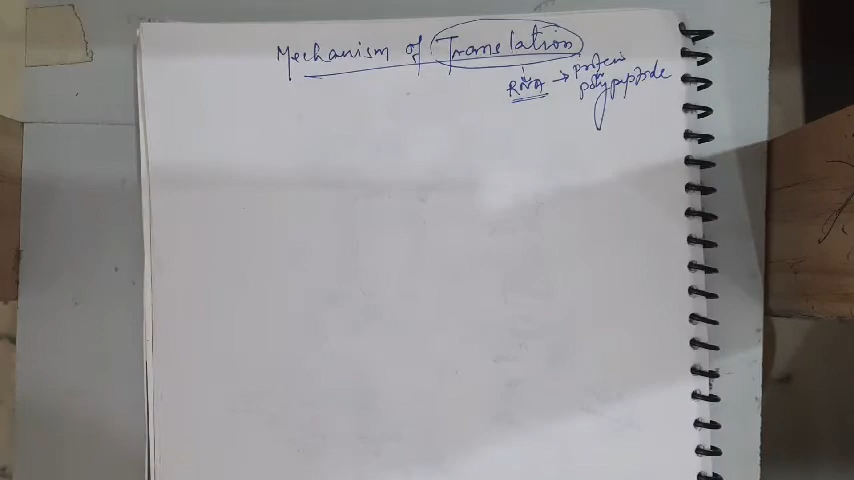 Mechanism of Translation
RNA → Protein
polypeptide